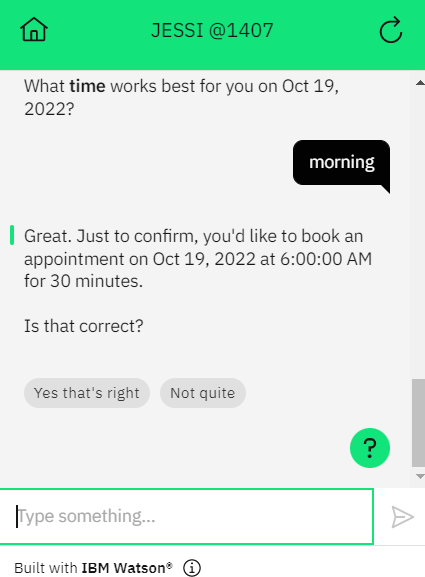 JESSI @1407
What time works best for you on Oct 19,
2022?
morning
Great. Just to confirm, you'd like to book an
appointment on Oct 19, 2022 at 6:00:00 AM
for 30 minutes.
Is that correct?
Yes that's right
Not quite
?
Type something...
Built with IBM Watson®